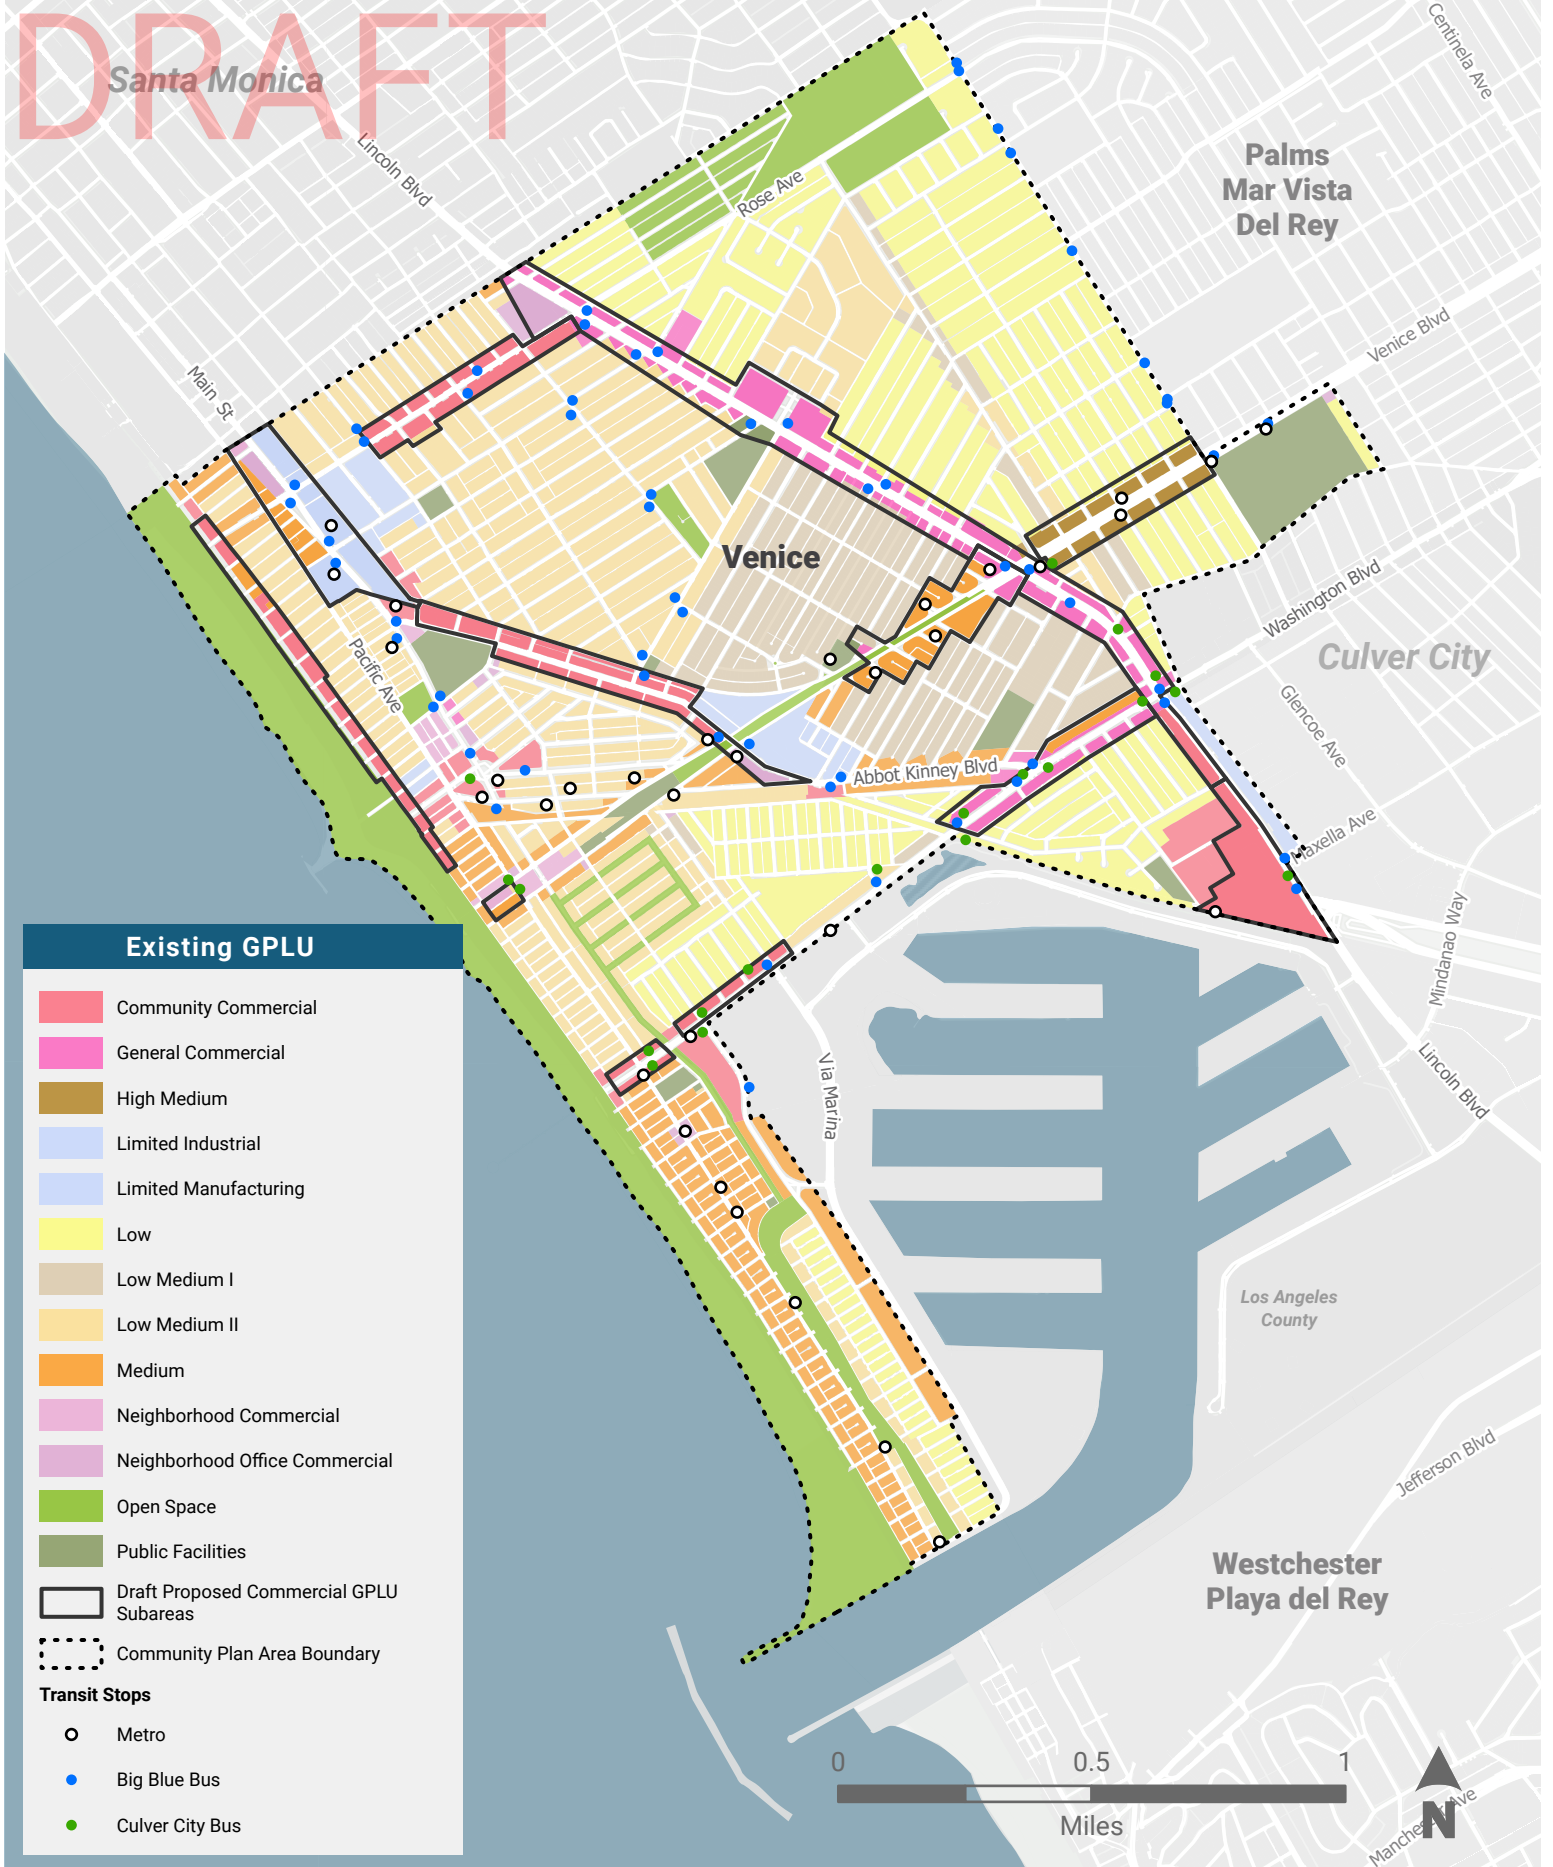 DRAFT
Santa Monica
Lincoln Blvd
Centinela Ave
Palms
Mar Vista
Del Rey
Rose Ave
Venice Blvd
Main St
Venice
Washington Blvd
Culver City
Pacific Ave
Glencoe Ave
Abbot Kinney Blvd
Maxella Ave
Mindanao Way
Lincoln Blvd
Via Marina
Los Angeles
County
Jefferson Blvd
Westchester
Playa del Rey
Existing GPLU
Community Commercial
General Commercial
High Medium
Limited Industrial
Limited Manufacturing
Low
Low Medium I
Low Medium II
Medium
Neighborhood Commercial
Neighborhood Office Commercial
Open Space
Public Facilities
Draft Proposed Commercial GPLU
Subareas
Community Plan Area Boundary
Transit Stops
Metro
Big Blue Bus
Culver City Bus
0 0.5 1
Miles
N
Manchester Ave